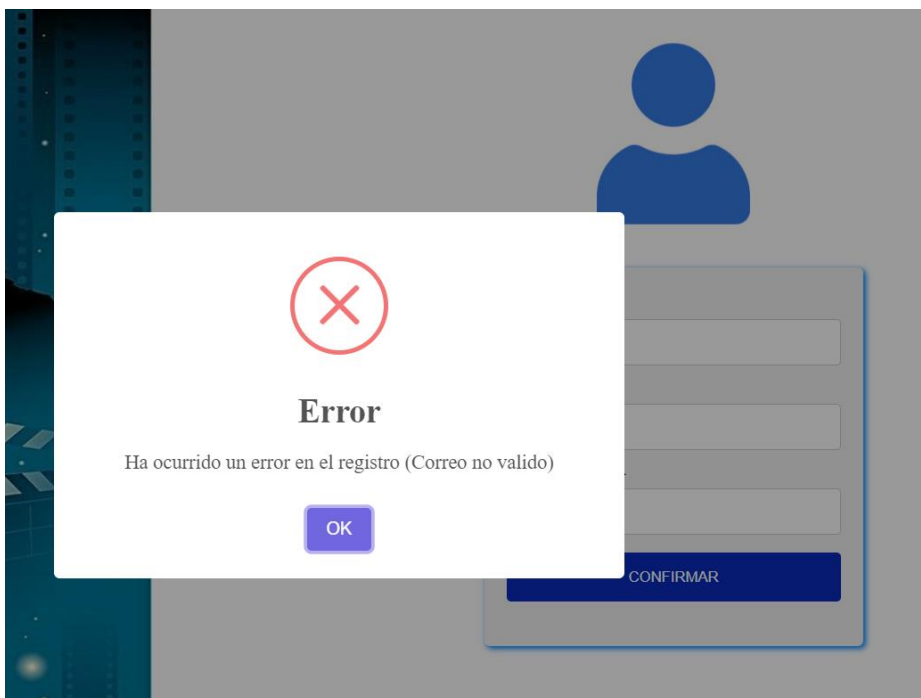 Error
Ha ocurrido un error en el registro (Correo no valido)
OK
CONFIRMAR